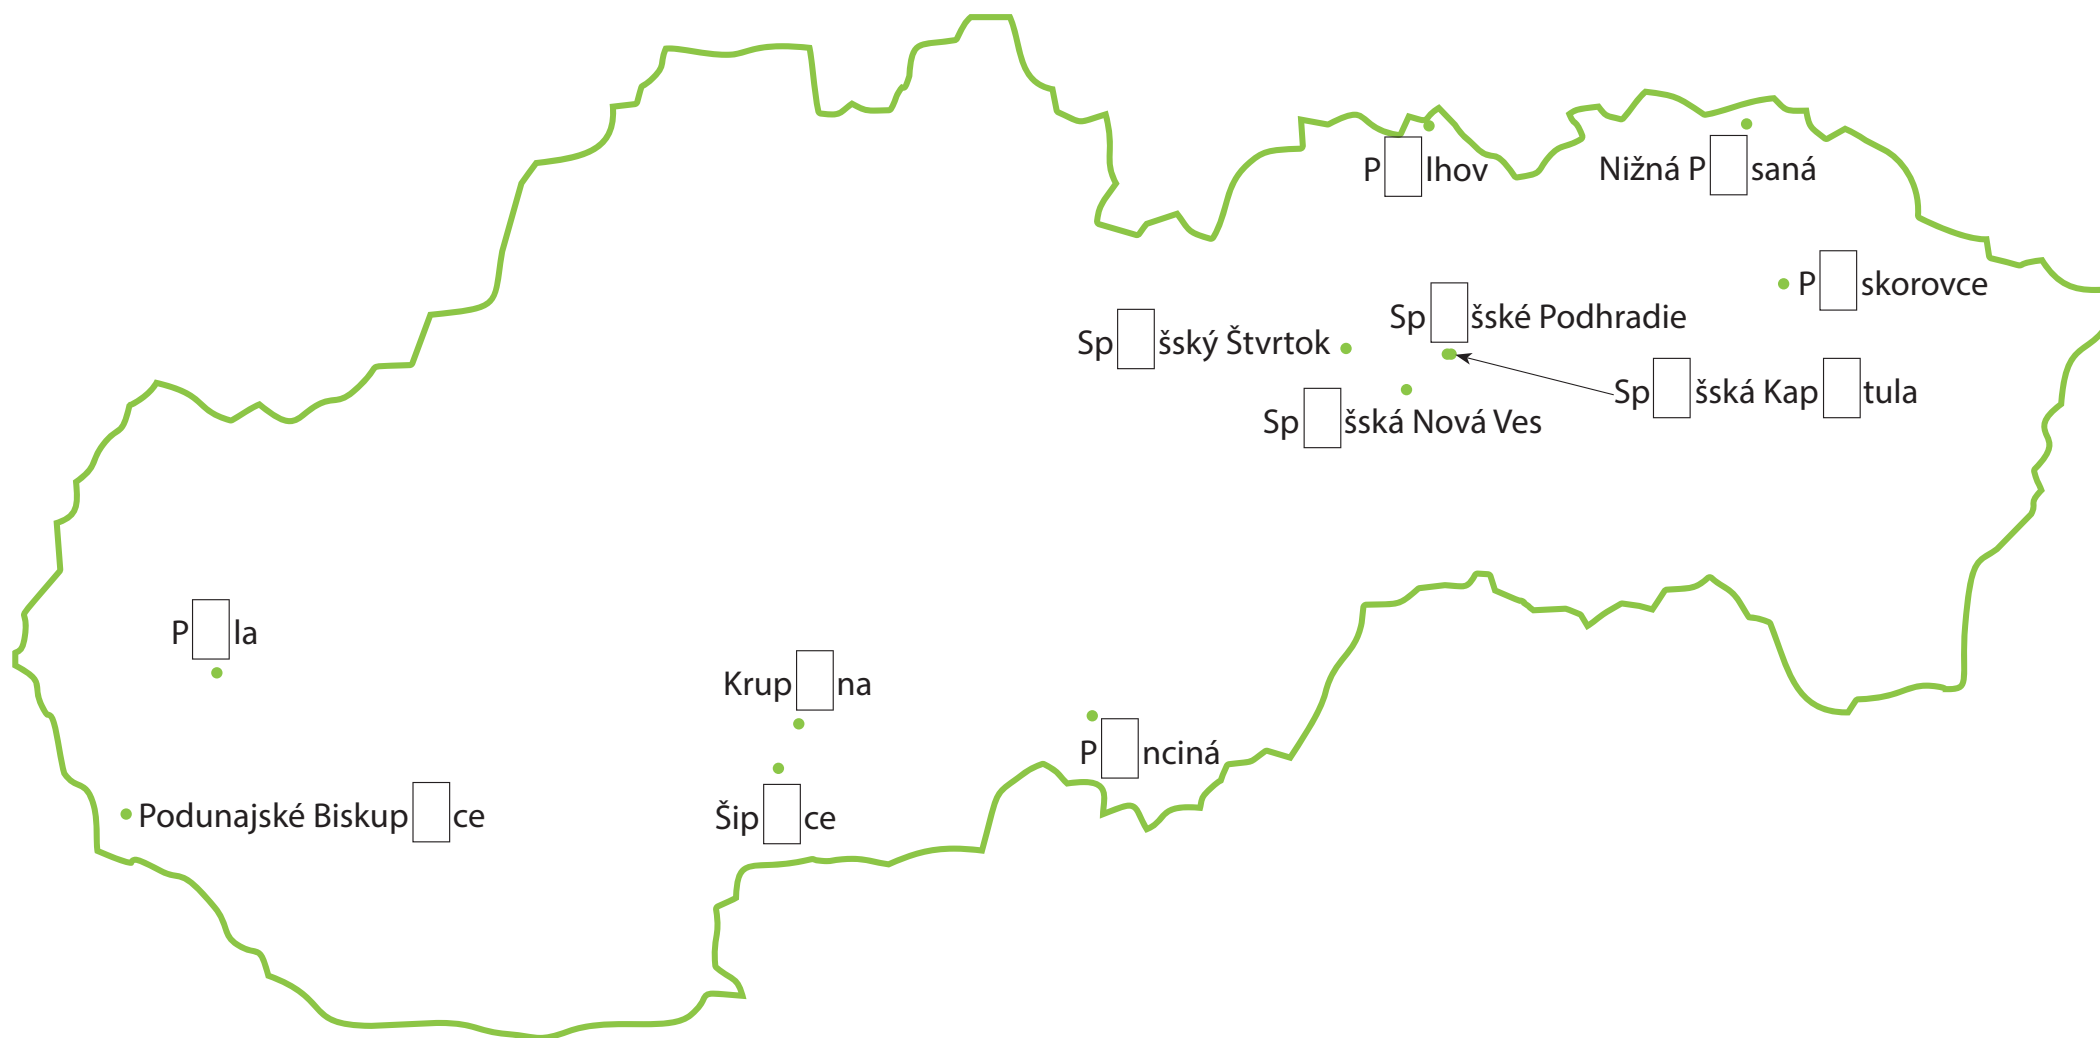 P□lhov
Nižná P□saná
P□skorovce
Sp□šské Podhradie
Sp□šský Štvrtok
Sp□šská Kap□tula
Sp□šská Nová Ves
P□la
Krup□na
P□nciná
Podunajské Biskup□ce
Šip□ce